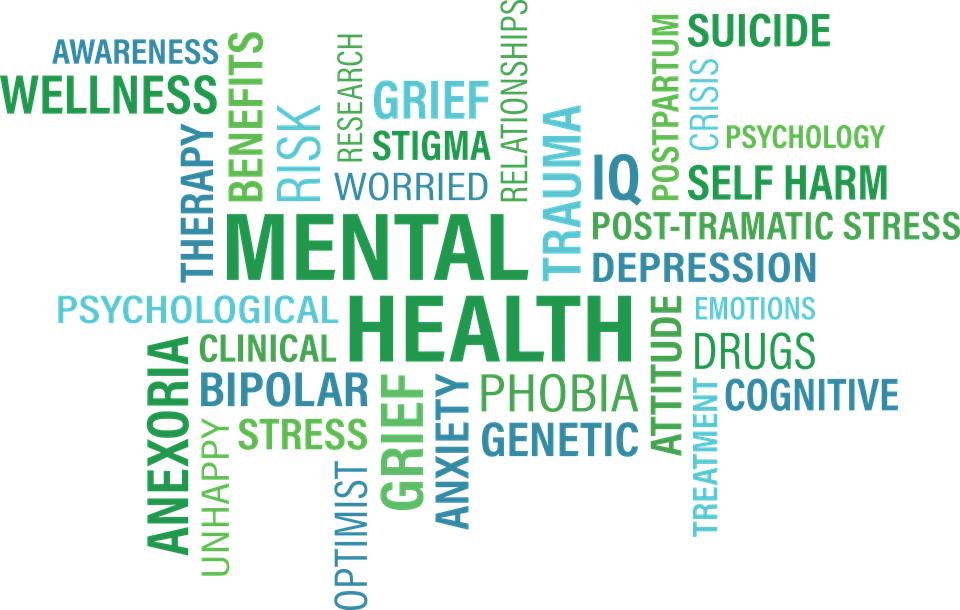 AWARENESS
WELLNESS
THERAPY
BENEFITS
RISK
RESEARCH
GRIEF
STIGMA
WORRIED
RELATIONSHIPS
TRAUMA
IQ
POSTPARTUM
SUICIDE
CRISIS
PSYCHOLOGY
SELF HARM
POST-TRAMATIC STRESS
DEPRESSION
MENTAL
HEALTH
PSYCHOLOGICAL
CLINICAL
BIPOLAR
ANEXORIA
UNHAPPY
STRESS
OPTIMIST
GRIEF
ANXIETY
PHOBIA
GENETIC
ATTITUDE
EMOTIONS
DRUGS
COGNITIVE
TREATMENT